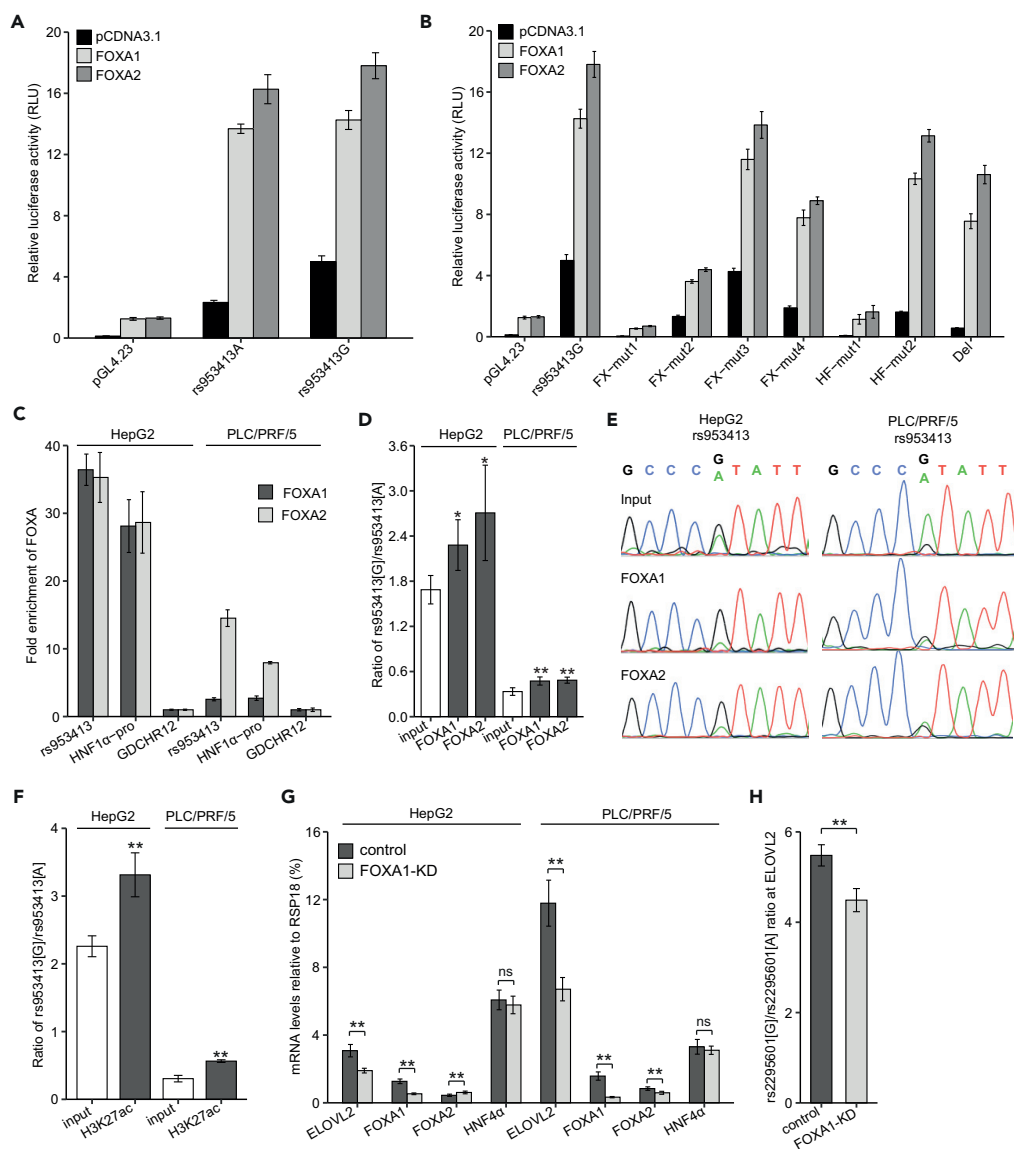 A
pCDNA3.1
FOXA1
FOXA2
Relative luciferase activity (RLU)
20
16
12
8
4
0
pGL4.23
rs953413A
rs953413G
B
pCDNA3.1
FOXA1
FOXA2
Relative luciferase activity (RLU)
20
16
12
8
4
0
pGL4.23
rs953413G
FX-mut1
FX-mut2
FX-mut3
FX-mut4
HF-mut1
HF-mut2
Del
C
HepG2
PLC/PRF/5
FOXA1
FOXA2
Fold enrichment of FOXA
40
30
20
10
0
rs953413
HNF1α-pro
GDCHR12
rs953413
HNF1α-pro
GDCHR12
D
HepG2
PLC/PRF/5
Ratio of rs953413[G]/rs953413[A]
3.6
3.0
2.4
1.8
1.2
0.6
0.0
*
*
**
**
input
FOXA1
FOXA2
input
FOXA1
FOXA2
E
HepG2
rs953413
PLC/PRF/5
rs953413
G
G C C C A T A T T
G
G C C C A T A T T
Input
FOXA1
FOXA2
F
HepG2
PLC/PRF/5
Ratio of rs953413[G]/rs953413[A]
4
3
2
1
0
**
**
input
H3K27ac
input
H3K27ac
G
HepG2
PLC/PRF/5
control
FOXA1-KD
mRNA levels relative to RSP18 (%)
16
12
8
4
0
**
**
**
ns
**
**
**
ns
ELOVL2
FOXA1
FOXA2
HNF4α
ELOVL2
FOXA1
FOXA2
HNF4α
H
rs2295601[G]/rs2295601[A] ratio at ELOVL2
6
4
2
0
**
control
FOXA1-KD